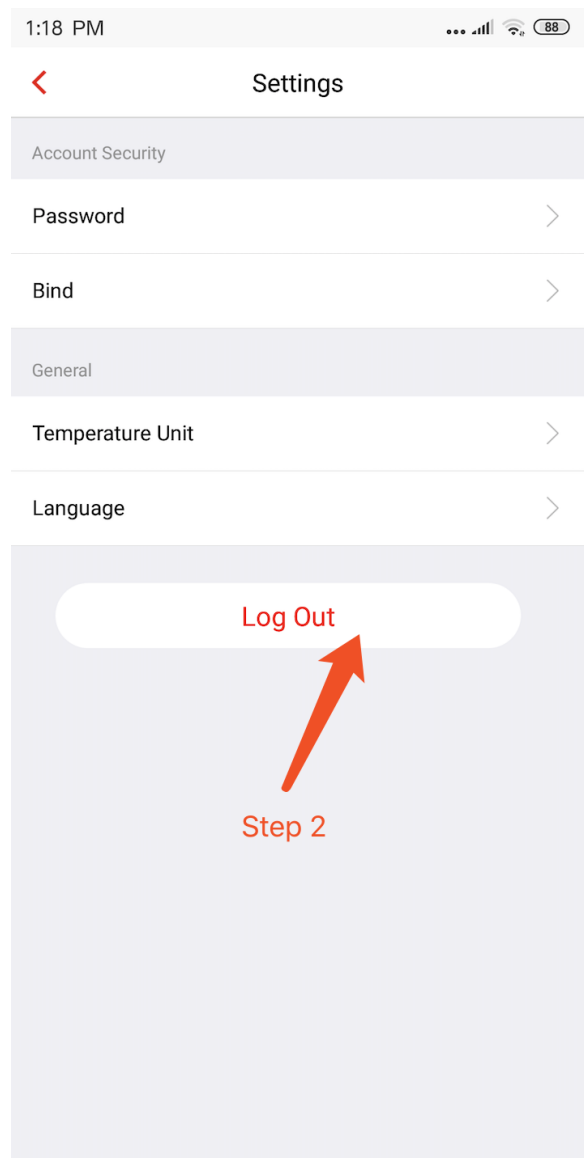 1:18 PM 88
Settings
Account Security
Password
Bind
General
Temperature Unit
Language
Log Out
Step 2